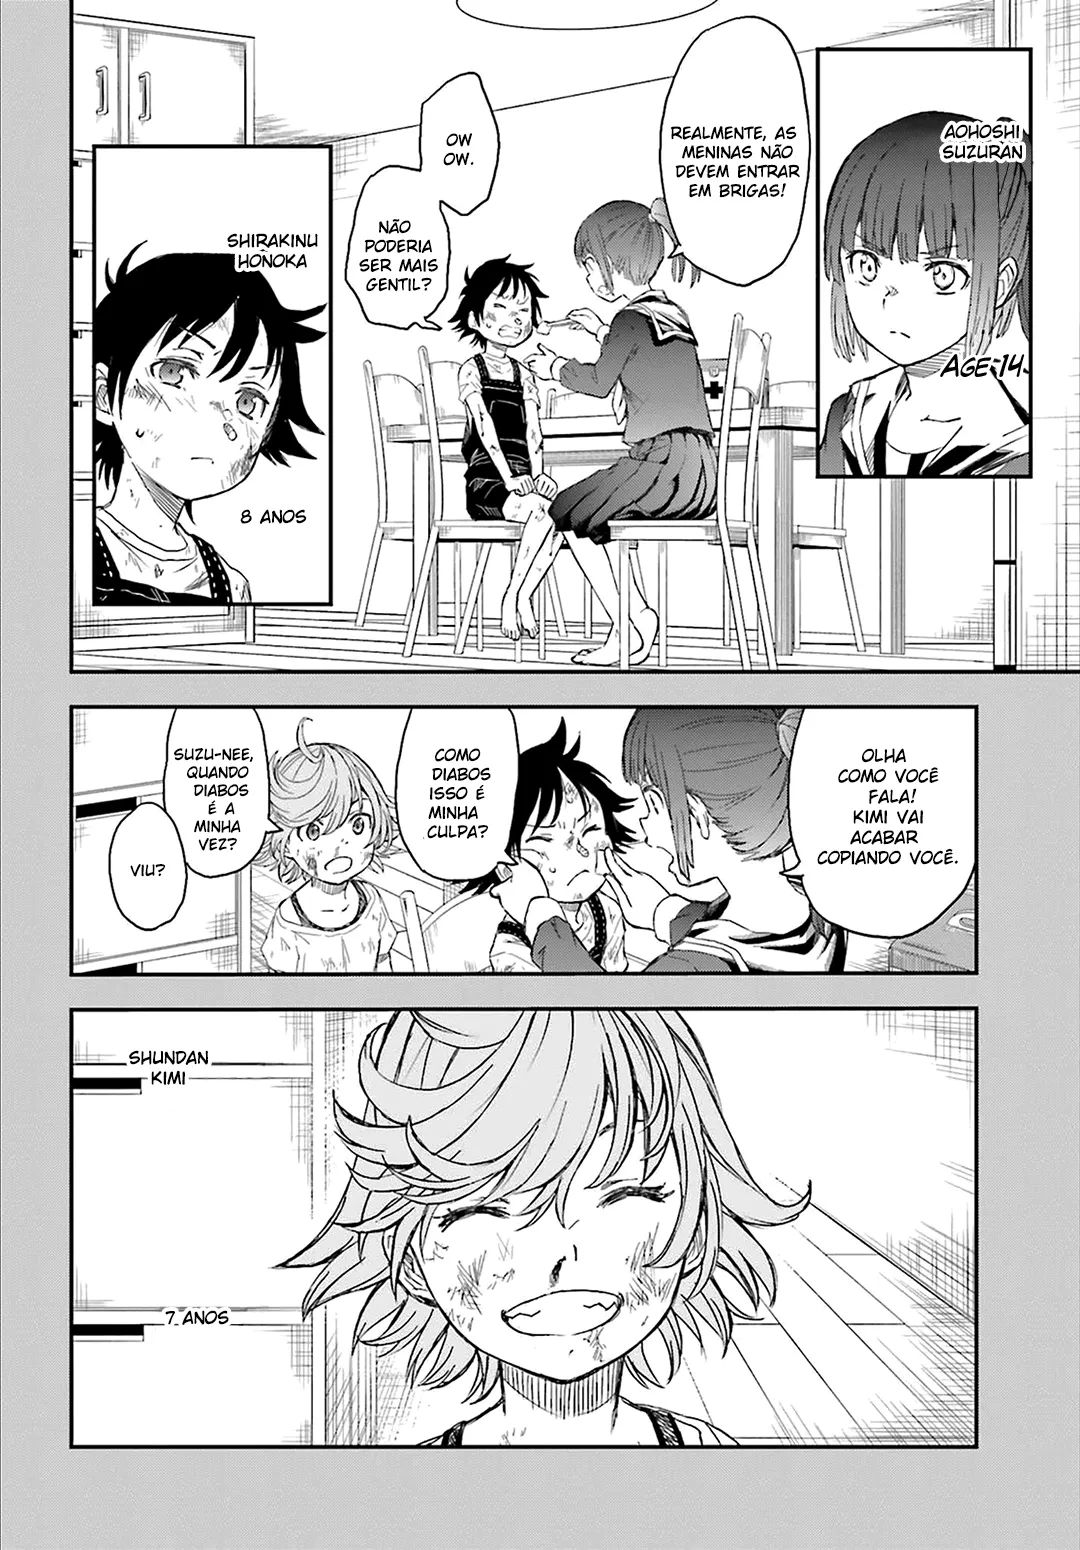 REALMENTE, AS
MENINAS NÃO
DEVEM ENTRAR
EM BRIGAS!
AOHOSHI
SUZURAN
AGE 14
OW
OW.
NÃO
PODERIA
SER MAIS
GENTIL?
SHIRAKINU
HONOKA
8 ANOS
OLHA
COMO VOCÊ
FALA!
KIMI VAI
ACABAR
COPIANDO VOCÊ.
COMO
DIABOS
ISSO É
MINHA
CULPA?
SUZU-NEE,
QUANDO
DIABOS
É A
MINHA
VEZ?
VIU?
SHUNDAN
KIMI
7 ANOS